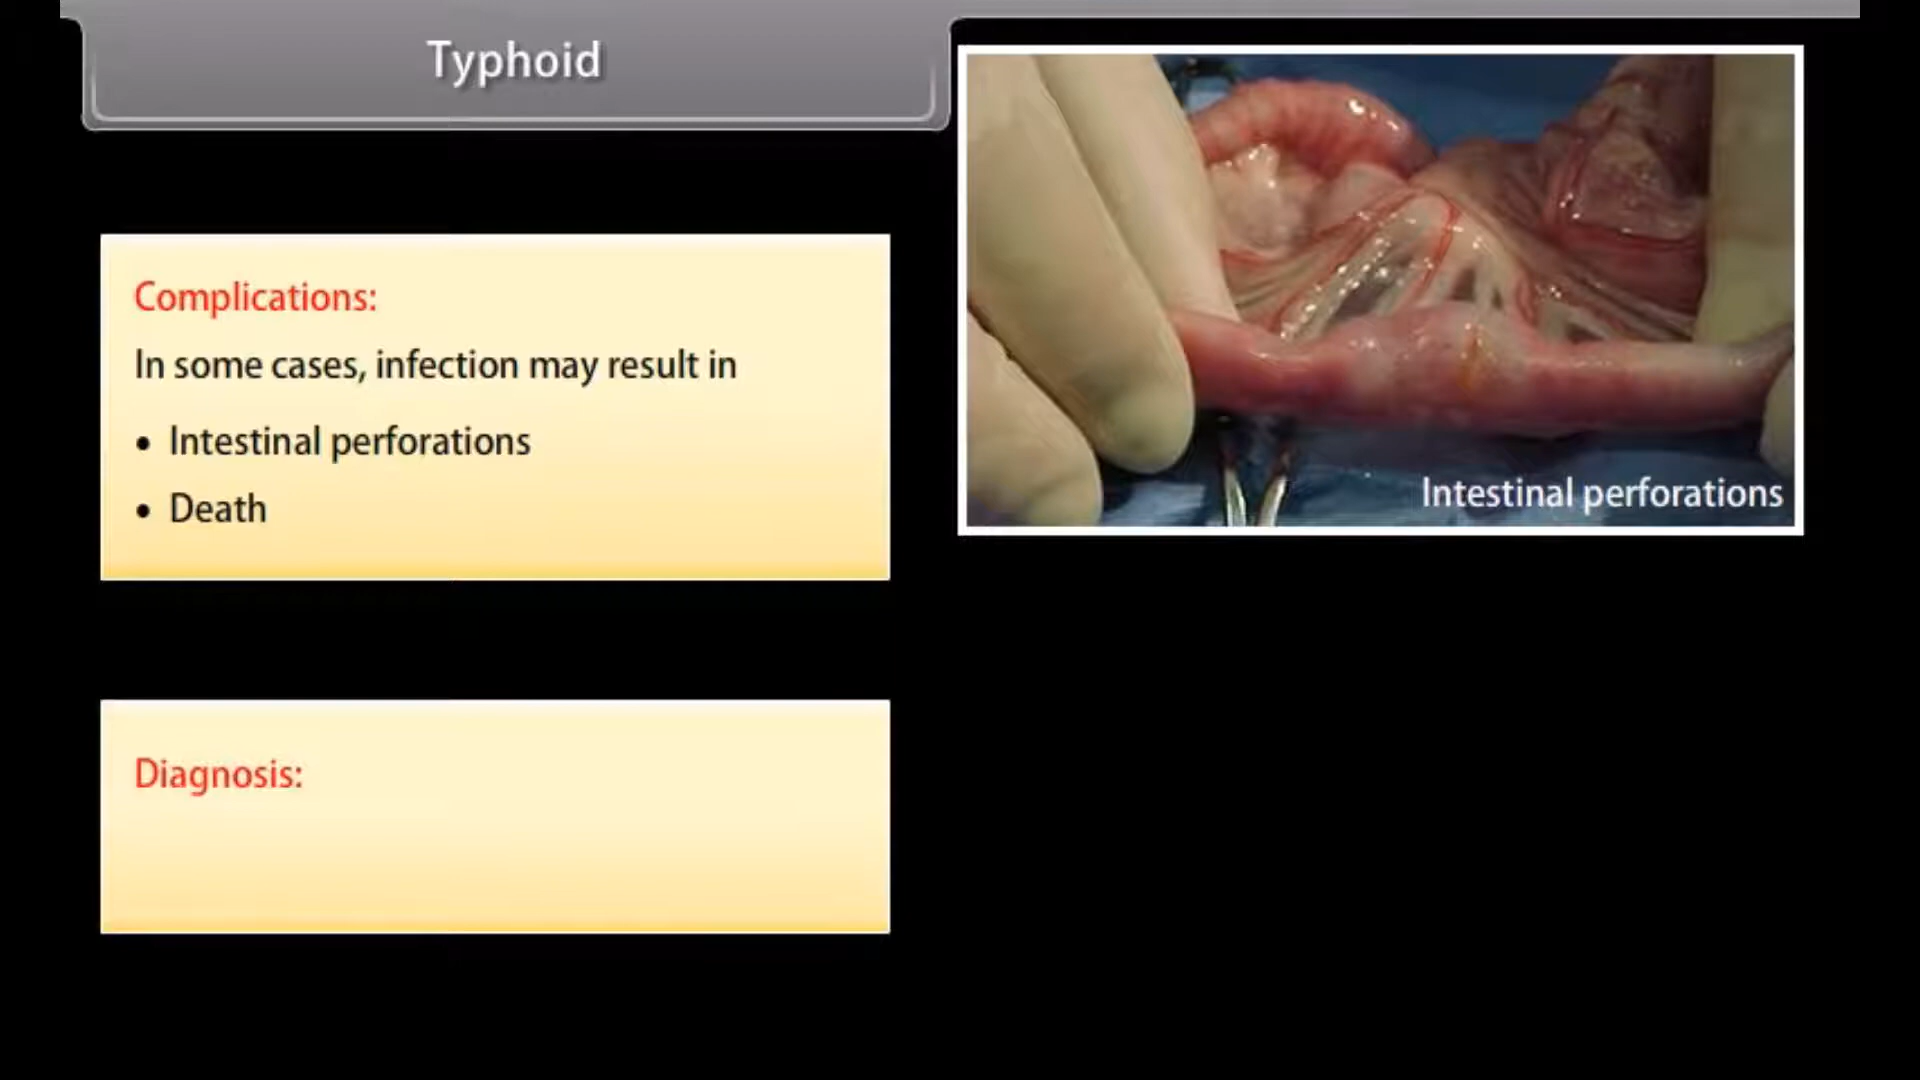 Typhoid
Complications:
In some cases, infection may result in
• Intestinal perforations
• Death
Intestinal perforations
Diagnosis: